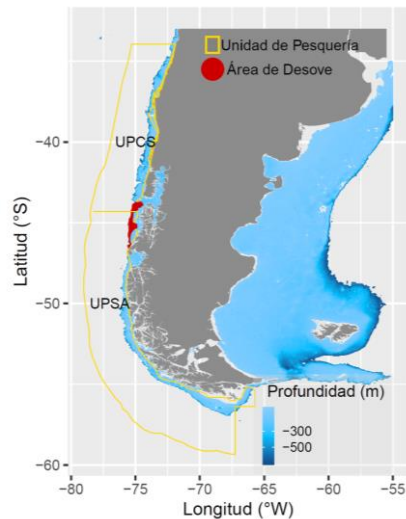 Unidad de Pesquería
Área de Desove
UPCS
UPSA
Latitud (°S)
−40
−50
−60
Profundidad (m)
−300
−500
−80
−75
−70
−65
−60
−55
Longitud (°W)